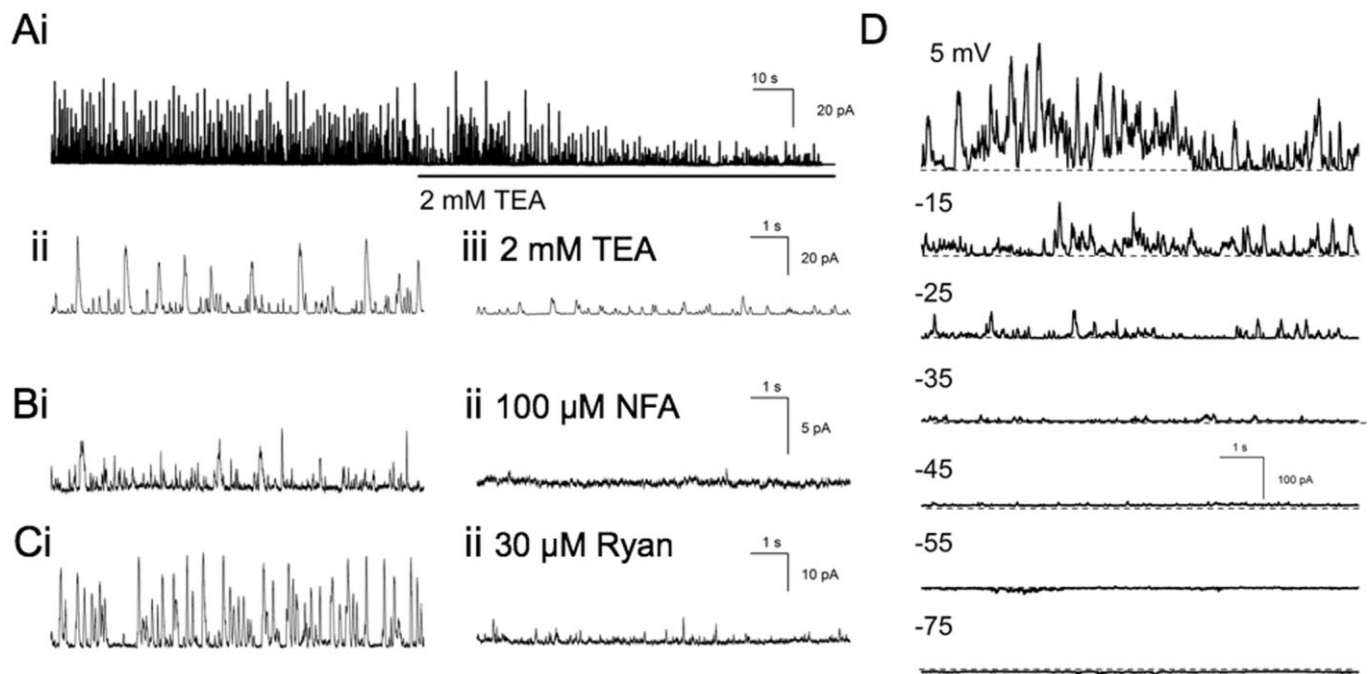 Ai
10 s
20 pA
2 mM TEA
ii
iii 2 mM TEA
1 s
20 pA
Bi
ii 100 µM NFA
1 s
5 pA
Ci
ii 30 µM Ryan
1 s
10 pA
D
5 mV
-15
-25
-35
-45
1 s
100 pA
-55
-75